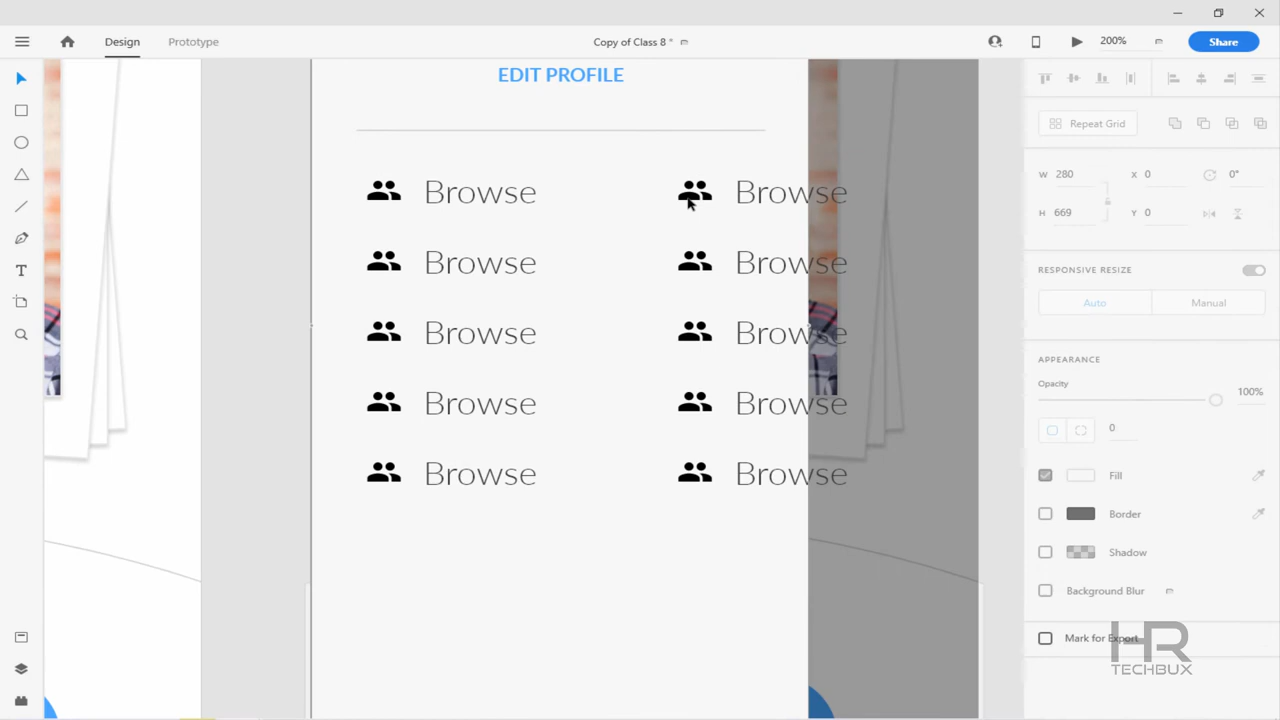 Design Prototype Copy of Class 8 * 200% Share
EDIT PROFILE
Repeat Grid
W 280 X 0 0°
H 669 Y 0
Browse Browse
Browse Browse
Browse Browse
Browse Browse
Browse Browse
RESPONSIVE RESIZE
Auto Manual
APPEARANCE
Opacity
100%
0
Fill
Border
Shadow
Background Blur
Mark for Export
HR
TECHBUX
T